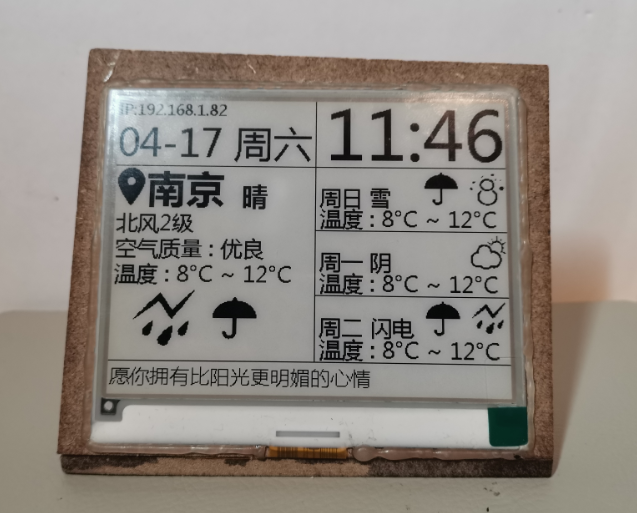 IP:192.168.1.82
04-17 周六
11:46
南京 晴
北风2级
空气质量:优良
温度:8°C ~ 12°C
周日 雪
温度:8°C ~ 12°C
周一 阴
温度:8°C ~ 12°C
周二 闪电
温度:8°C ~ 12°C
愿你拥有比阳光更明媚的心情